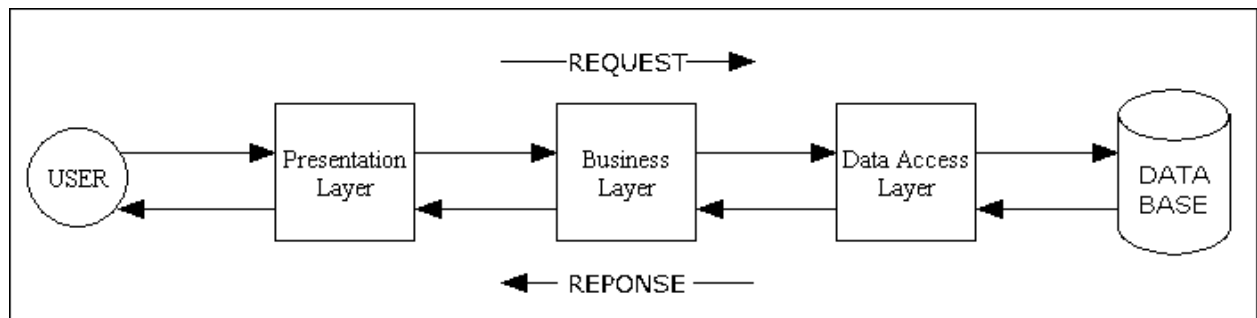 REQUEST
USER
Presentation
Layer
Business
Layer
Data Access
Layer
DATA
BASE
REPONSE